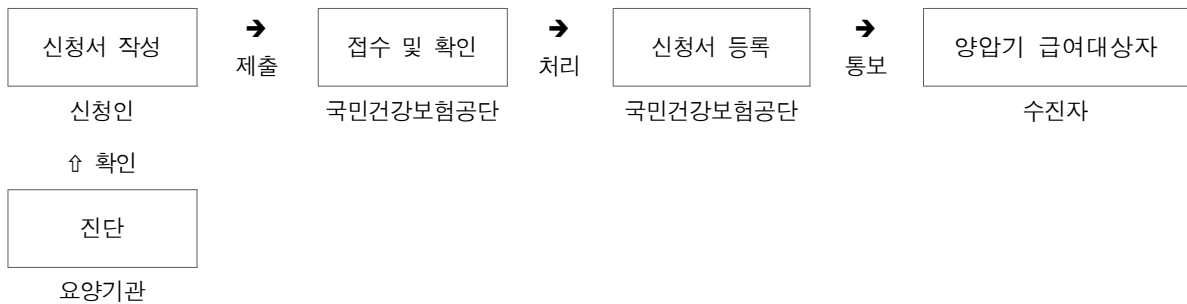 신청서 작성 ➔ 접수 및 확인 ➔ 신청서 등록 ➔ 양압기 급여대상자
제출 처리 통보
신청인 국민건강보험공단 국민건강보험공단 수진자
⇧ 확인
진단
요양기관